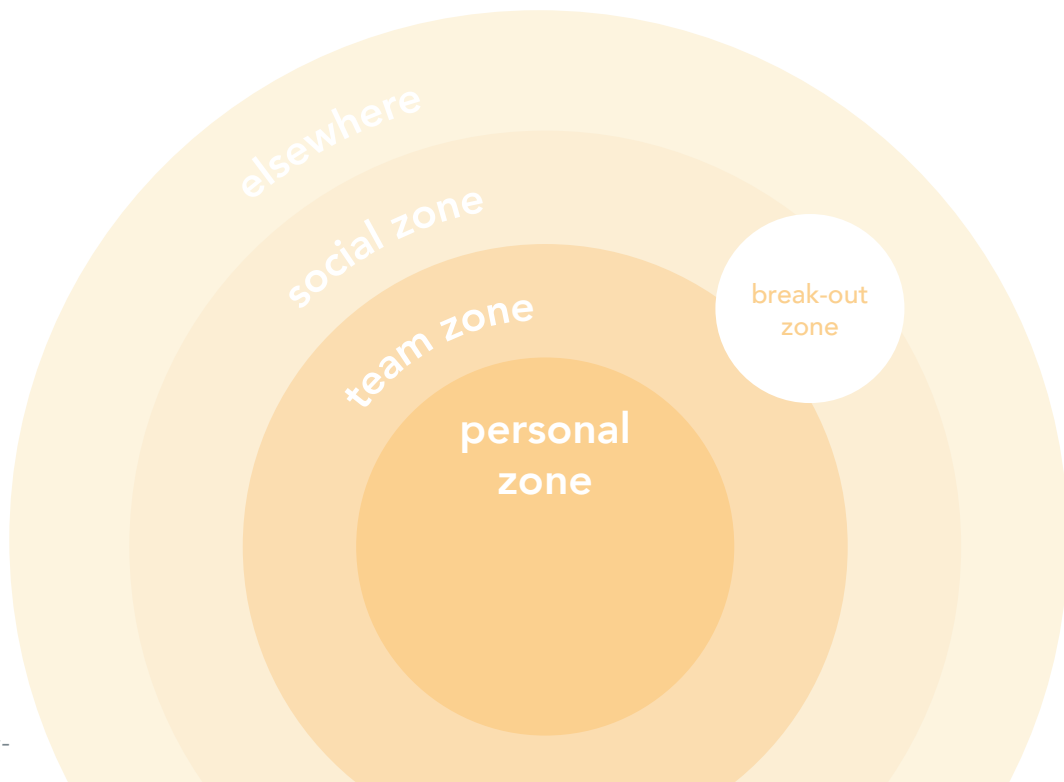 elsewhere
social zone
break-out
zone
team zone
personal
zone
-